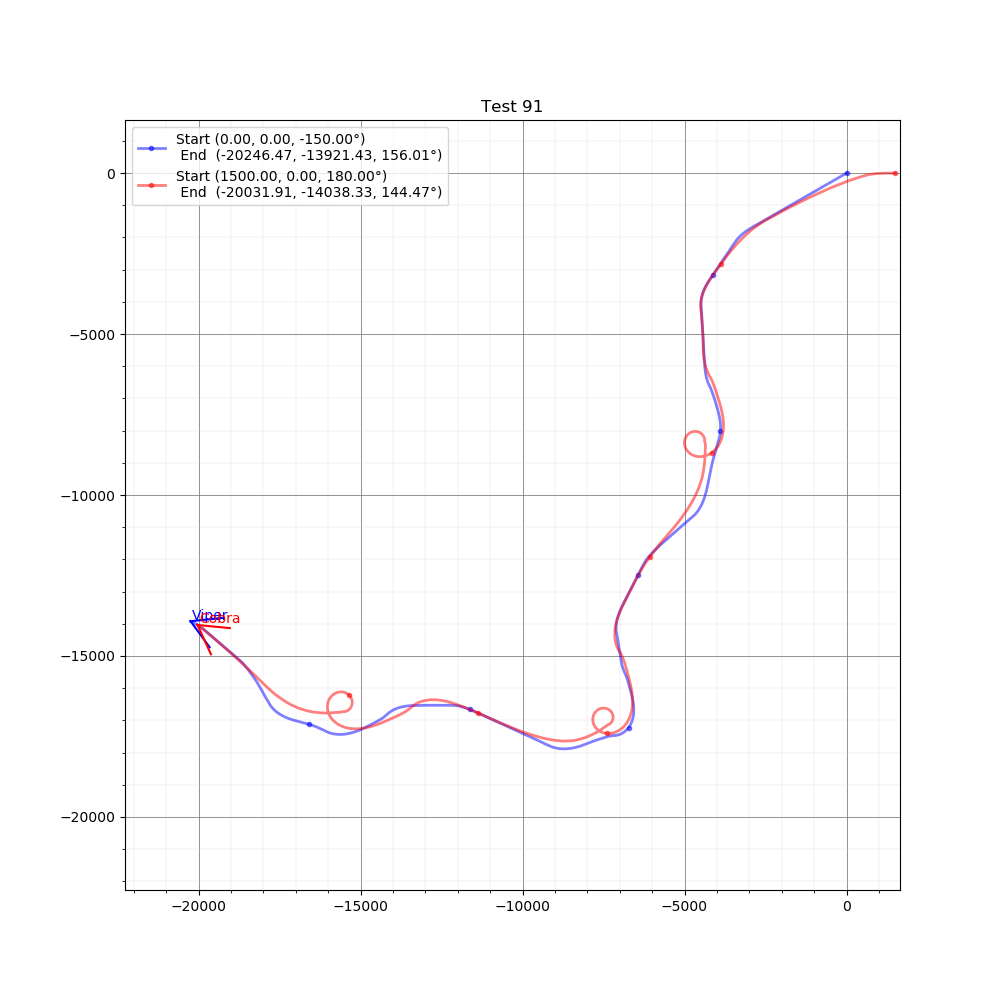 Test 91
Start (0.00, 0.00, -150.00°)
End (-20246.47, -13921.43, 156.01°)
Start (1500.00, 0.00, 180.00°)
End (-20031.91, -14038.33, 144.47°)
0
−5000
−10000
Viper
Cobra
−15000
−20000
−20000 −15000 −10000 −5000 0